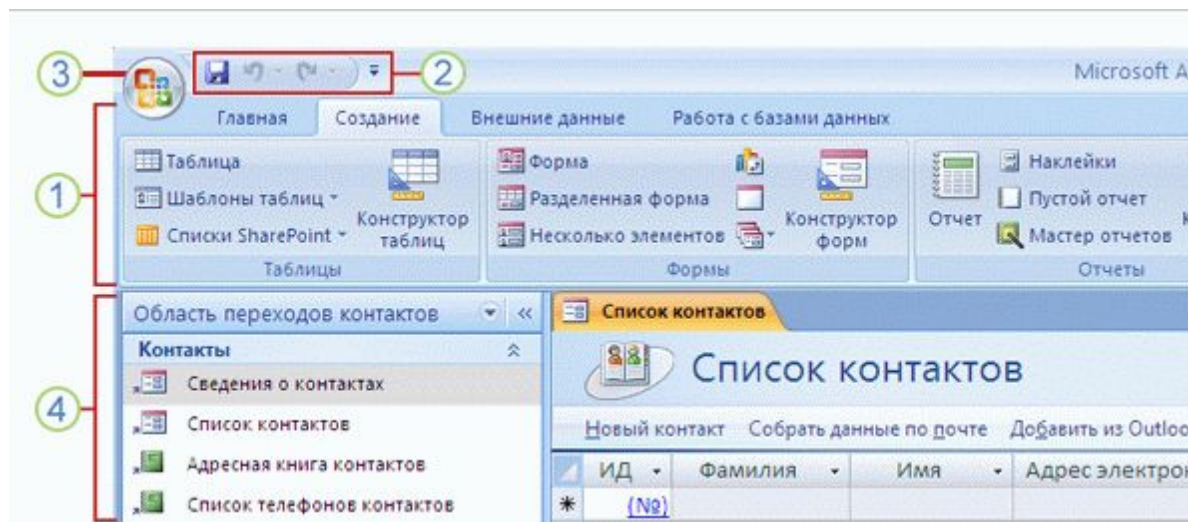 3
2
Microsoft A
Главная Создание Внешние данные Работа с базами данных
1
Таблица
Шаблоны таблиц
Списки SharePoint
Конструктор
таблиц
Таблицы
Форма
Разделенная форма
Несколько элементов
Конструктор
форм
Формы
Отчет
Наклейки
Пустой отчет
Мастер отчетов
Отчеты
4
Область переходов контактов
Контакты
Сведения о контактах
Список контактов
Адресная книга контактов
Список телефонов контактов
Список контактов
Список контактов
Новый контакт Собрать данные по почте Добавить из Outloo
ИД Фамилия Имя Адрес электрон
* (№)